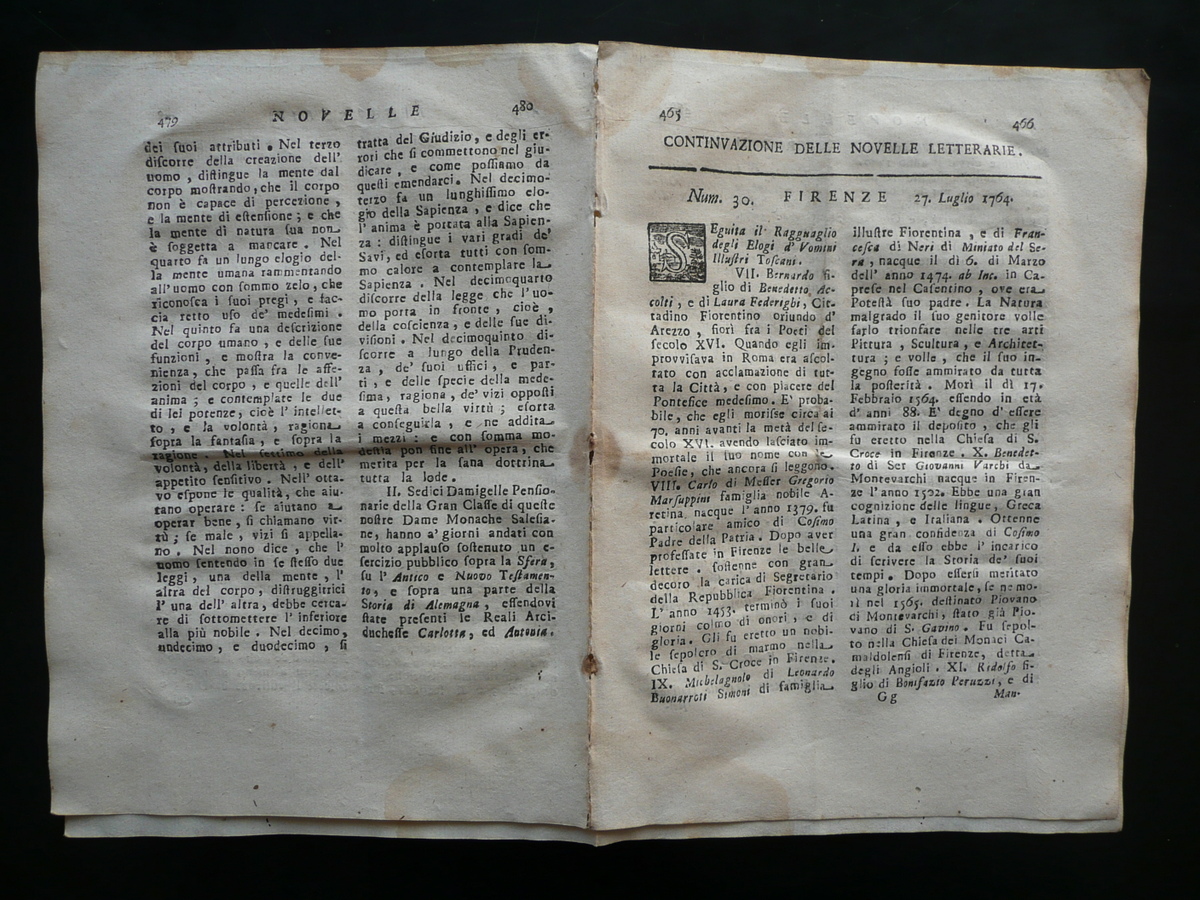 479
NOVELLE
480
dei suoi attributi. Nel terzo
discorre della creazione dell'
uomo, distingue la mente dal
corpo mostrando, che il corpo
non è capace di percezione,
e la mente di estensione; e che
la mente di natura sua non
è soggetta a mancare. Nel
quarto fa un lungo elogio del-
la mente umana rammentando
all'uomo con sommo zelo, che
riconosca i suoi pregi, e fac-
cia retto uso de' medesimi.
Nel quinto fa una descrizione
del corpo umano, e delle sue
funzioni, e mostra la conve-
nienza, che passa fra le affe-
zioni del corpo, e quelle dell'
anima; e contemplate le due
di lei potenze, cioè l' intellet-
to, e la volontà, ragiona
sopra la fantasia, e sopra la
ragione. Nel settimo della
volontà, della libertà, e dell'
appetito sensitivo. Nell' otta-
vo espone le qualità, che aiu-
tano operare: se aiutano a
operar bene, si chiamano vir-
tù; se male, vizi si appella-
no. Nel nono dice, che l'
uomo sentendo in se stesso due
leggi, una della mente, l'
altra del corpo, distruggitrici
l' una dell' altra, debbe cerca-
re di sottomettere l' inferiore
alla più nobile. Nel decimo,
undecimo, e duodecimo, si
tratta del Giudizio, e degli er-
rori che si commettono nel giu-
dicare, e come possiamo da
questi emendarci. Nel decimo-
terzo fa un lunghissimo elo-
gio della Sapienza, e dice che
l'anima è portata alla Sapien-
za: distingue i vari gradi de'
Savi, ed esorta tutti con som-
mo calore a contemplare la
Sapienza. Nel decimoquarto
discorre della legge che l'uo-
mo porta in fronte, cioè,
della coscienza, e delle sue di-
visioni. Nel decimoquinto di-
scorre a lungo della Pruden-
za, de' suoi uffici, e par-
ti, e delle specie della mede-
sima, ragiona, de' vizi opposti
a questa bella virtù; esorta
a conseguirla, e ne addita
i mezzi: e con somma mo-
destia pon fine all' opera, che
merita per la sana dottrina
tutta la lode.
II. Sedici Damigelle Pensio-
narie della Gran Classe di queste
nostre Dame Monache Salesia-
ne, hanno a' giorni andati con
molto applauso sostenuto un e-
sercizio pubblico sopra la Sfera,
su l' Antico e Nuovo Testamen-
to, e sopra una parte della
Storia di Alemagna, essendovi
state presenti le Reali Arci-
duchesse Carlotta, ed Antonia.
465
466
CONTINVAZIONE DELLE NOVELLE LETTERARIE.
Num. 30. FIRENZE 27. Luglio 1764.
SEguita il Ragguaglio
degli Elogi d' Vomini
Illustri Toscani.
VII. Bernardo fi-
glio di Benedetto, Ac-
colti, e di Laura Federighi, Cit-
tadino Fiorentino oriundo d'
Arezzo, fiorì fra i Poeti del
secolo XVI. Quando egli im-
provvisava in Roma era ascol-
tato con acclamazione di tut-
ta la Città, e con piacere del
Pontefice medesimo. E' proba-
bile, che egli morisse circa ai
70. anni avanti la metà del se-
colo XVI. avendo lasciato im-
mortale il suo nome con le
Poesie, che ancora si leggono.
VIII. Carlo di Messer Gregorio
Marsuppini famiglia nobile A-
retina nacque l' anno 1379. fu
particolare amico di Cosimo
Padre della Patria. Dopo aver
professate in Firenze le belle
lettere. sostenne con gran
decoro la carica di Segretario
della Repubblica Fiorentina.
L' anno 1453. terminò i suoi
giorni colmo di onori, e di
gloria. Gli fu eretto un nobi-
le sepolcro di marmo nella
Chiesa di S. Croce in Firenze.
IX. Michelagnolo di Leonardo
Buonarroti Simoni di famiglia
illustre Fiorentina, e di Fran-
cesca di Neri di Miniato del Se-
ra, nacque il dì 6. di Marzo
dell' anno 1474. ab Inc. in Ca-
prese nel Casentino, ove era
Potestà suo padre. La Natura
malgrado il suo genitore volle
farlo trionfare nelle tre arti
Pittura, Scultura, e Architet-
tura; e volle, che il suo in-
gegno fosse ammirato da tutta
la posterità. Morì il dì 17.
Febbraio 1564. essendo in età
d' anni 88. E' degno d' essere
ammirato il deposito, che gli
fu eretto nella Chiesa di S.
Croce in Firenze. X. Benedet-
to di Ser Giovanni Varchi da
Montevarchi nacque in Firen-
ze l'anno 1502. Ebbe una gran
cognizione delle lingue, Greca
Latina, e Italiana. Ottenne
una gran confidenza di Cosimo
I. e da esso ebbe l' incarico
di scrivere la Storia de' suoi
tempi. Dopo essersi meritato
una gloria immortale, se ne mo-
rì nel 1565. destinato Piovano
di Montevarchi, stato già Pio-
vano di S. Gavino. Fu sepol-
to nella Chiesa dei Monaci Ca-
maldolensi di Firenze, detta
degli Angioli. XI. Ridolfo fi-
glio di Bonifazio Peruzzi, e di
Gg
Man-